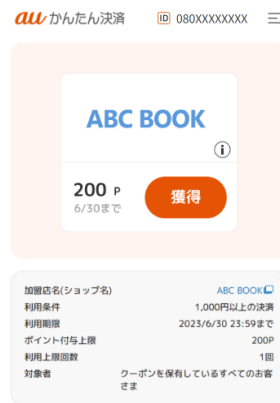 au かんたん決済 ID 080XXXXXXXX
ABC BOOK
i
200 P
6/30まで
獲得
加盟店名(ショップ名) ABC BOOK
利用条件 1,000円以上の決済
利用期限 2023/6/30 23:59まで
ポイント付与上限 200P
利用上限回数 1回
対象者 クーポンを保有しているすべてのお客
さま